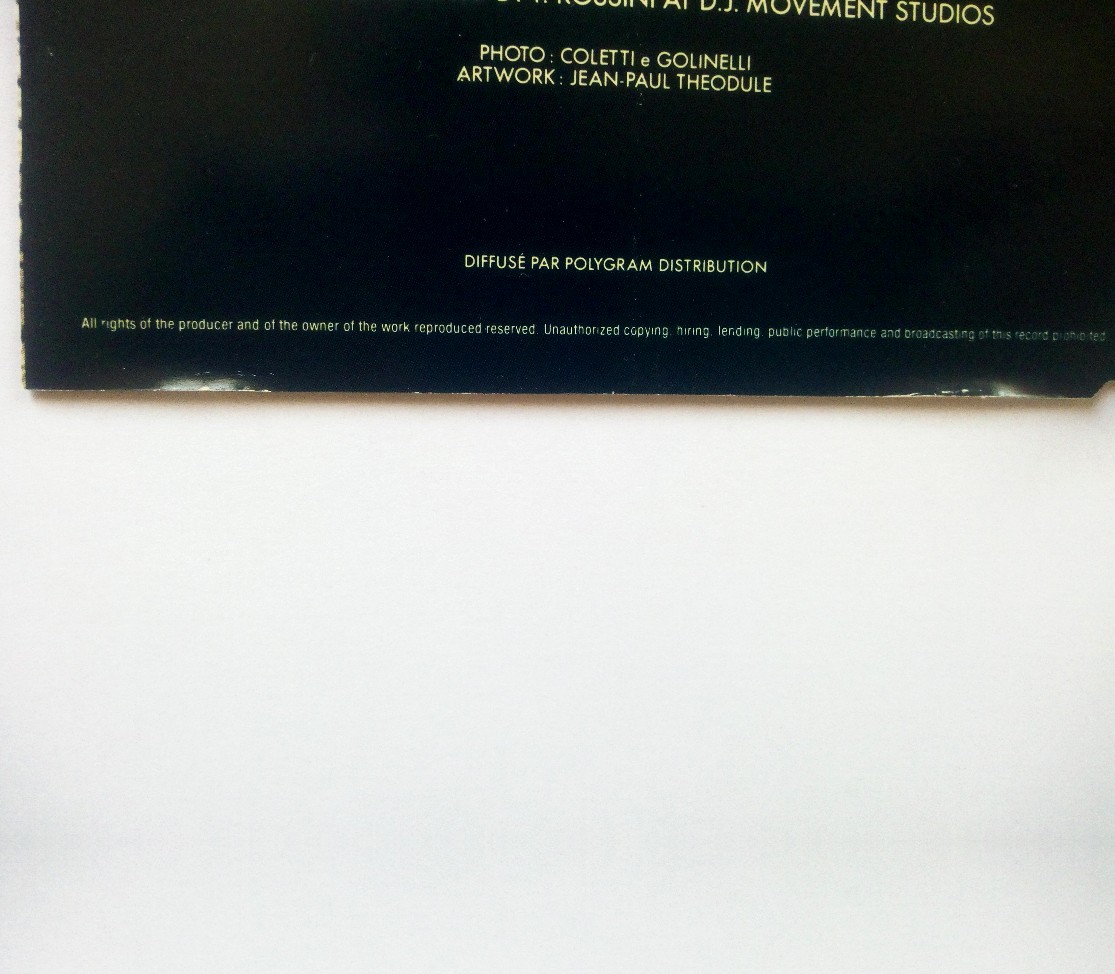 ROSSINI AT D.J. MOVEMENT STUDIOS
PHOTO : COLETTI e GOLINELLI
ARTWORK : JEAN-PAUL THEODULE
DIFFUSÉ PAR POLYGRAM DISTRIBUTION
All rights of the producer and of the owner of the work reproduced reserved. Unauthorized copying, hiring, lending, public performance and broadcasting of this record prohibited